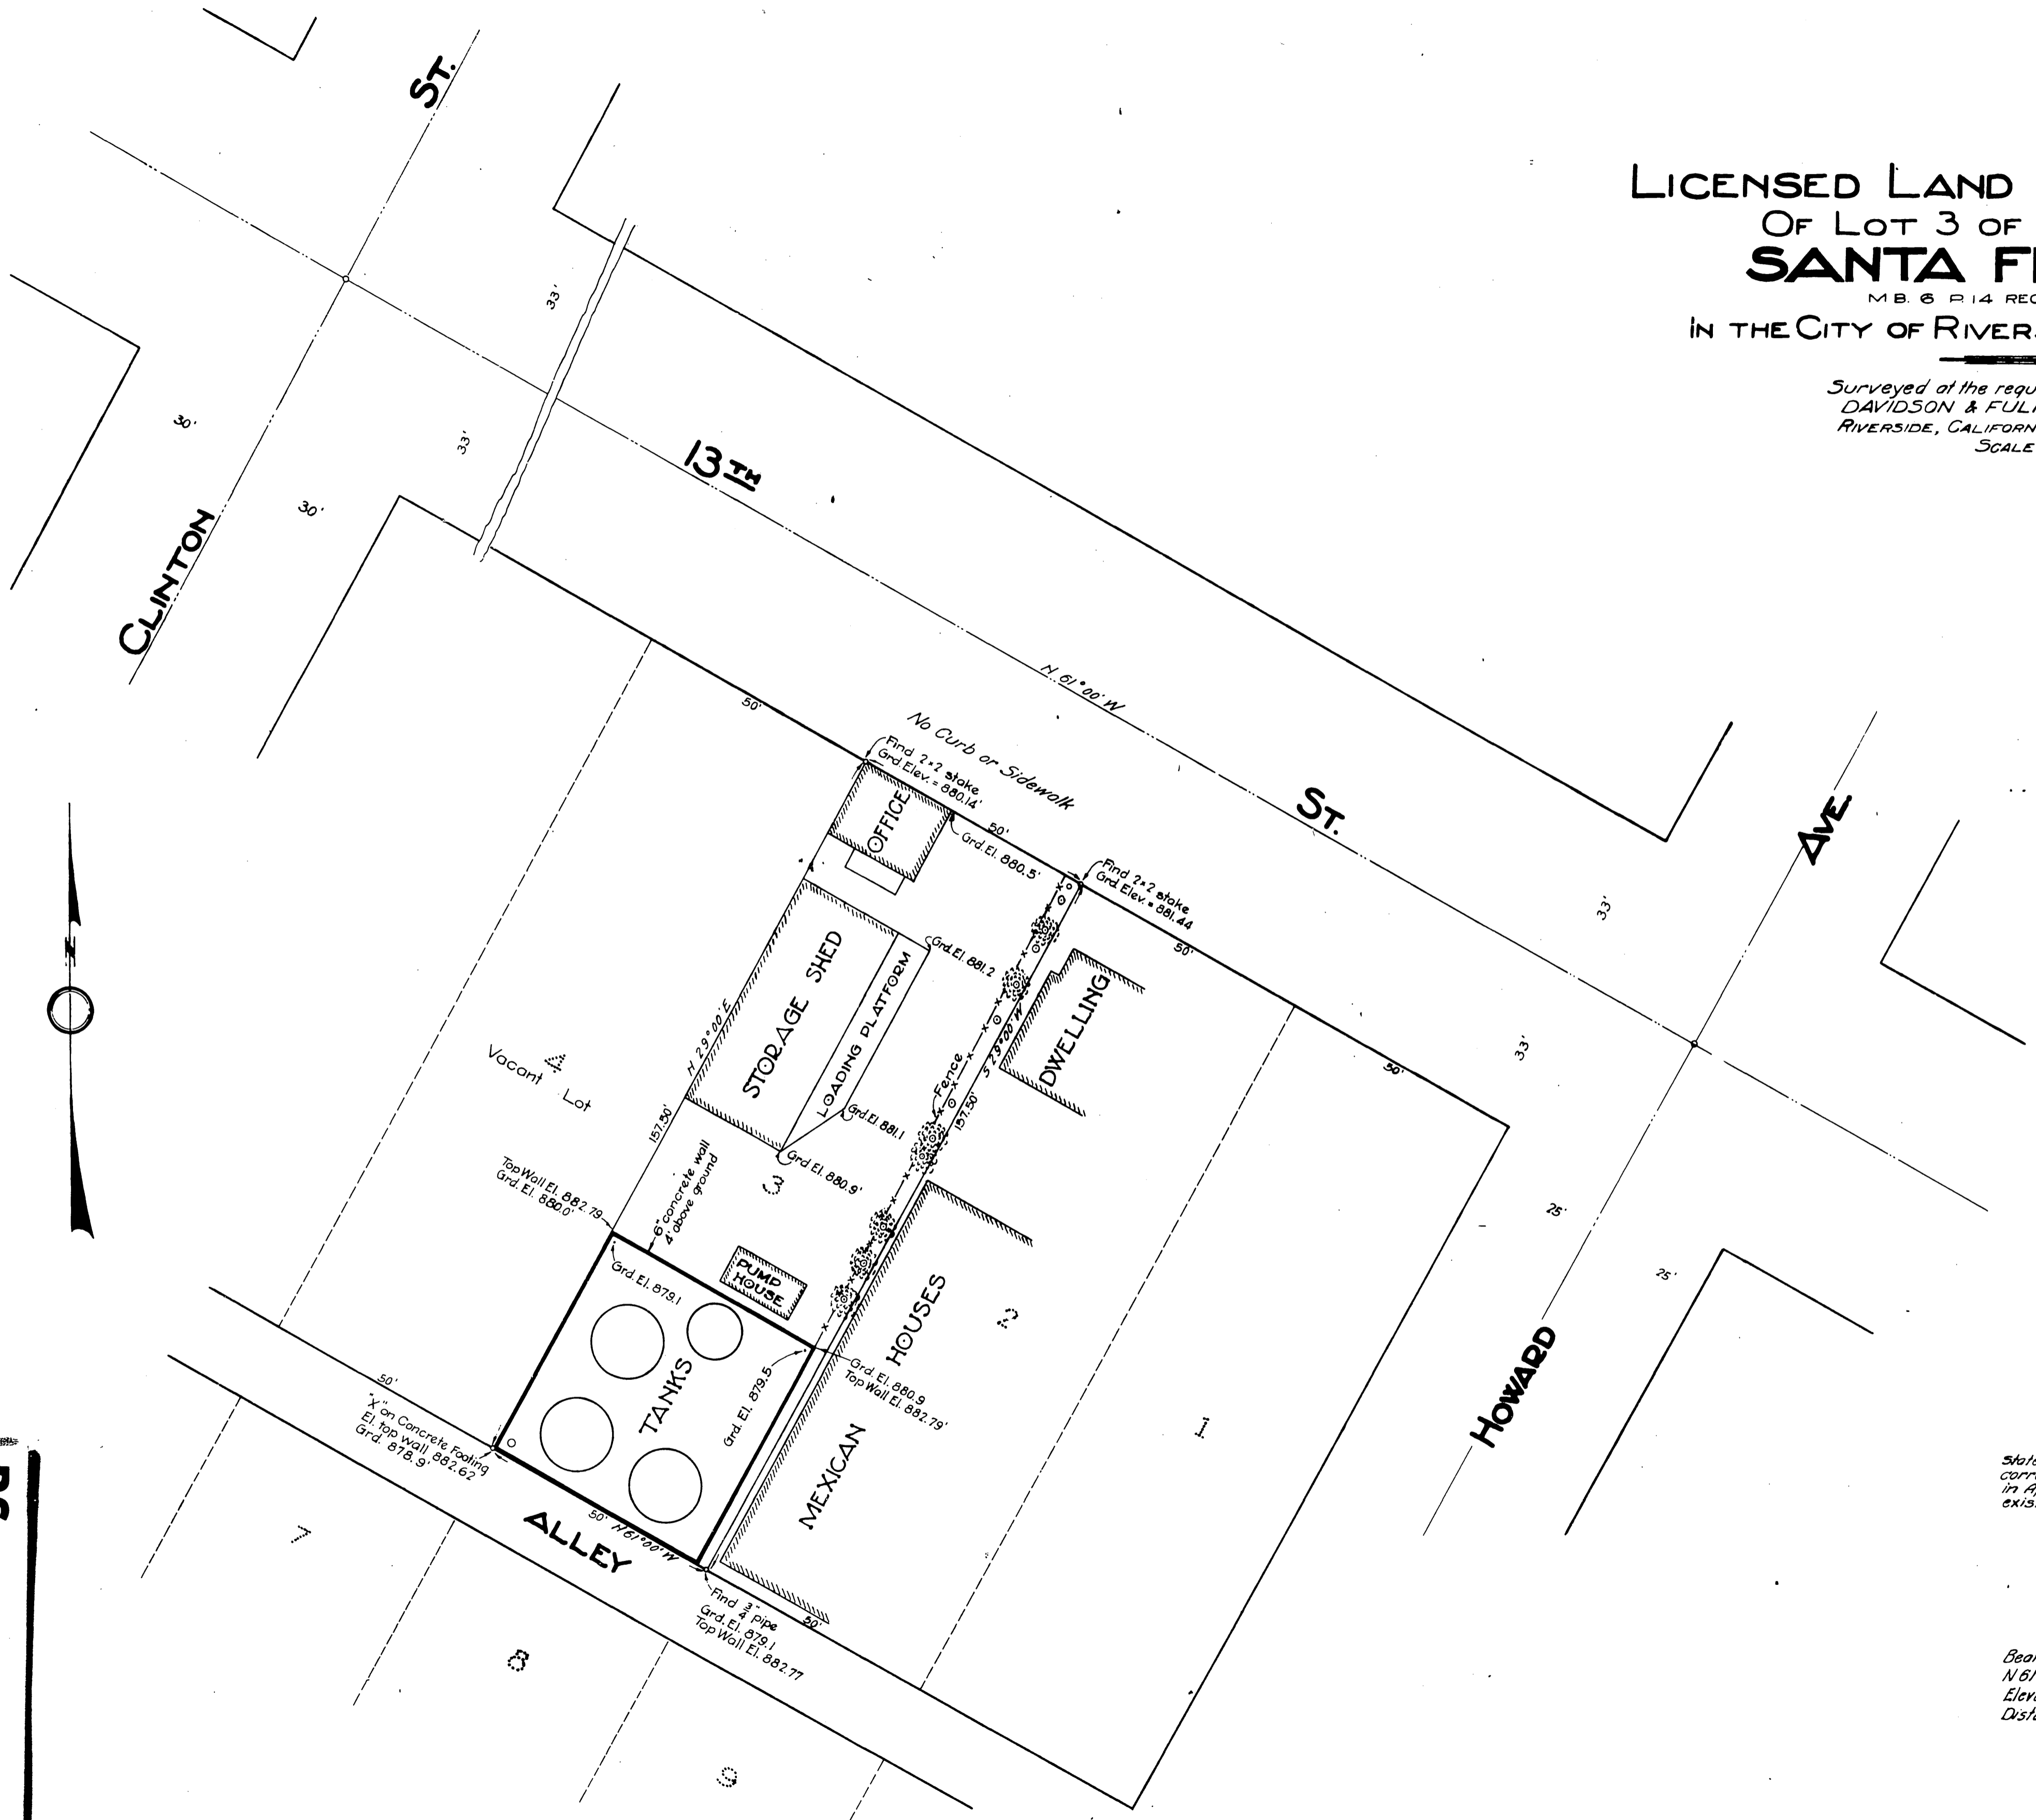 LICENSED LAND
OF LOT 3 OF
SANTA
M B. 6 P. 14
IN THE CITY OF
Surveyed at the
DAVIDSON &
RIVERSIDE,
SCALE
CLINTON
ST.
33'
33'
30'
30'
13TH
ST.
N 61° 00' W
HOWARD
AVE.
33'
33'
25'
25'
50'
No Curb or Sidewalk
Find 2"x2" stake
Grd. Elev. = 880.14'
OFFICE
50'
Grd. El. 880.5'
Find 2"x2" stake
Grd. Elev. = 881.44
50'
50'
STORAGE SHED
LOADING PLATFORM
Grd. El. 881.2
Grd. El. 881.1
Grd. El. 880.9'
DWELLING
Fence
S 29° 00' W
157.50'
N 29° 00' E
157.50'
N
4
Vacant
Lot
3
6" concrete wall
4' above ground
Top Wall El. 882.79
Grd. El. 880.0'
Grd. El. 879.1
PUMP
HOUSE
TANKS
Grd. El. 879.5
Grd. El. 880.9
Top Wall El. 882.79'
MEXICAN HOUSES
2
1
50'
"X" on Concrete Footing
El. top wall 882.62
Grd. 878.9'
50' N 61° 00' W
ALLEY
Find 3/4" pipe
Grd. El. 879.1
Top Wall El. 882.77
50'
7
8
9
in
N 61